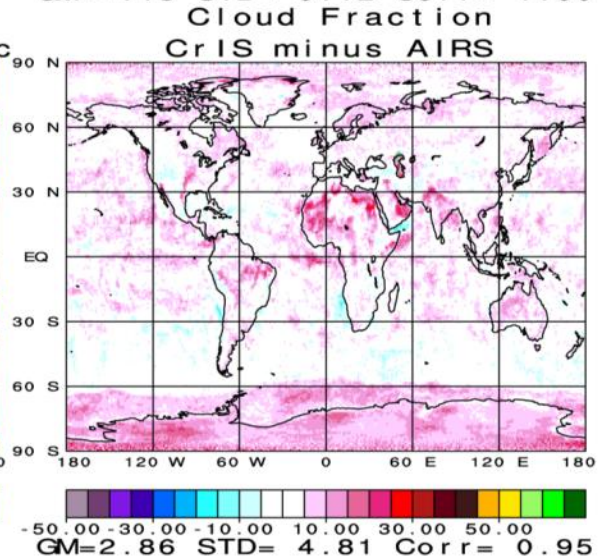 Cloud Fraction
CrIS minus AIRS
90 N
60 N
30 N
EQ
30 S
60 S
90 S
180 120 W 60 W 0 60 E 120 E 180
-50.00 -30.00 -10.00 10.00 30.00 50.00
GM=2.86 STD= 4.81 Corr= 0.95